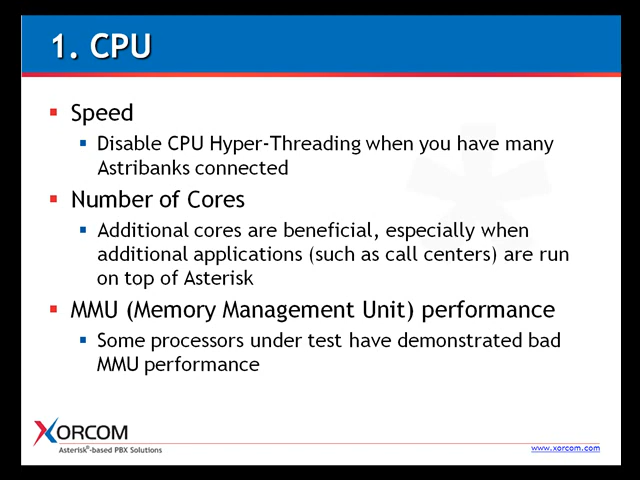 1. CPU
Speed
Disable CPU Hyper-Threading when you have many
Astribanks connected
Number of Cores
Additional cores are beneficial, especially when
additional applications (such as call centers) are run
on top of Asterisk
MMU (Memory Management Unit) performance
Some processors under test have demonstrated bad
MMU performance
XORCOM
Asterisk®-based PBX Solutions
www.xorcom.com